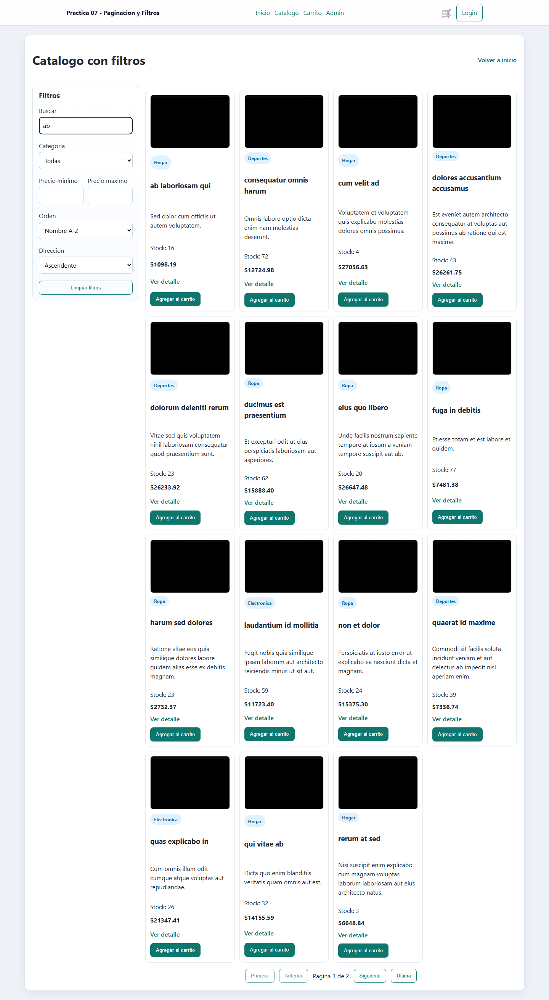 Practica 07 - Paginacion y Filtros
Inicio
Catalogo
Carrito
Admin
Login
Catalogo con filtros
Volver a inicio
Filtros
Buscar
ab
Categoria
Todas
Precio minimo
Precio maximo
Orden
Nombre A-Z
Direccion
Ascendente
Limpiar filtros
Hogar
ab laboriosam qui
Sed dolor cum officiis ut
autem voluptatem.
Stock: 16
$1098.19
Ver detalle
Agregar al carrito
Deportes
consequatur omnis
harum
Omnis labore optio dicta
enim nam molestias
deserunt.
Stock: 72
$12724.98
Ver detalle
Agregar al carrito
Hogar
cum velit ad
Voluptatem et voluptatem
quis explicabo molestias
dolores omnis possimus.
Stock: 4
$27056.63
Ver detalle
Agregar al carrito
Deportes
dolores accusantium
accusamus
Est eveniet autem architecto
consequatur at voluptas aut
possimus ab ratione qui est
maxime.
Stock: 43
$26261.75
Ver detalle
Agregar al carrito
Deportes
dolorum deleniti rerum
Vitae sed quis voluptatem
nihil laboriosam consequatur
quod praesentium sunt.
Stock: 23
$26233.92
Ver detalle
Agregar al carrito
Ropa
ducimus est
praesentium
Et excepturi odit ut eius
perspiciatis laboriosam aut
asperiores.
Stock: 62
$15888.40
Ver detalle
Agregar al carrito
Ropa
eius quo libero
Unde facilis nostrum sapiente
tempore at ipsum a veniam
tempore suscipit aut ab.
Stock: 20
$26647.48
Ver detalle
Agregar al carrito
Ropa
fuga in debitis
Et esse totam et est labore et
quidem.
Stock: 77
$7481.38
Ver detalle
Agregar al carrito
Ropa
harum sed dolores
Ratione vitae eos quia
similique dolores labore
quidem alias esse ex debitis
magnam.
Stock: 23
$2732.37
Ver detalle
Agregar al carrito
Electronica
laudantium id mollitia
Fugit nobis quia similique
ipsam laborum aut architecto
reiciendis minus ut sit aut.
Stock: 59
$11723.40
Ver detalle
Agregar al carrito
Ropa
non et dolor
Perspiciatis ut iusto error ut
explicabo ea nesciunt dicta et
magnam.
Stock: 24
$15375.30
Ver detalle
Agregar al carrito
Deportes
quaerat id maxime
Commodi sit facilis soluta
incidunt veniam et aut
delectus ab impedit nisi
aperiam enim.
Stock: 39
$7336.74
Ver detalle
Agregar al carrito
Electronica
quas explicabo in
Cum omnis illum odit
cumque atque voluptas aut
repudiandae.
Stock: 26
$21347.41
Ver detalle
Agregar al carrito
Hogar
qui vitae ab
Dicta quo enim blanditiis
veritatis quam omnis aut est.
Stock: 32
$14155.59
Ver detalle
Agregar al carrito
Hogar
rerum at sed
Nisi suscipit enim explicabo
cum magnam voluptas
laborum laboriosam aut eius
architecto natus.
Stock: 3
$6648.84
Ver detalle
Agregar al carrito
Primera
Anterior
Pagina 1 de 2
Siguiente
Ultima